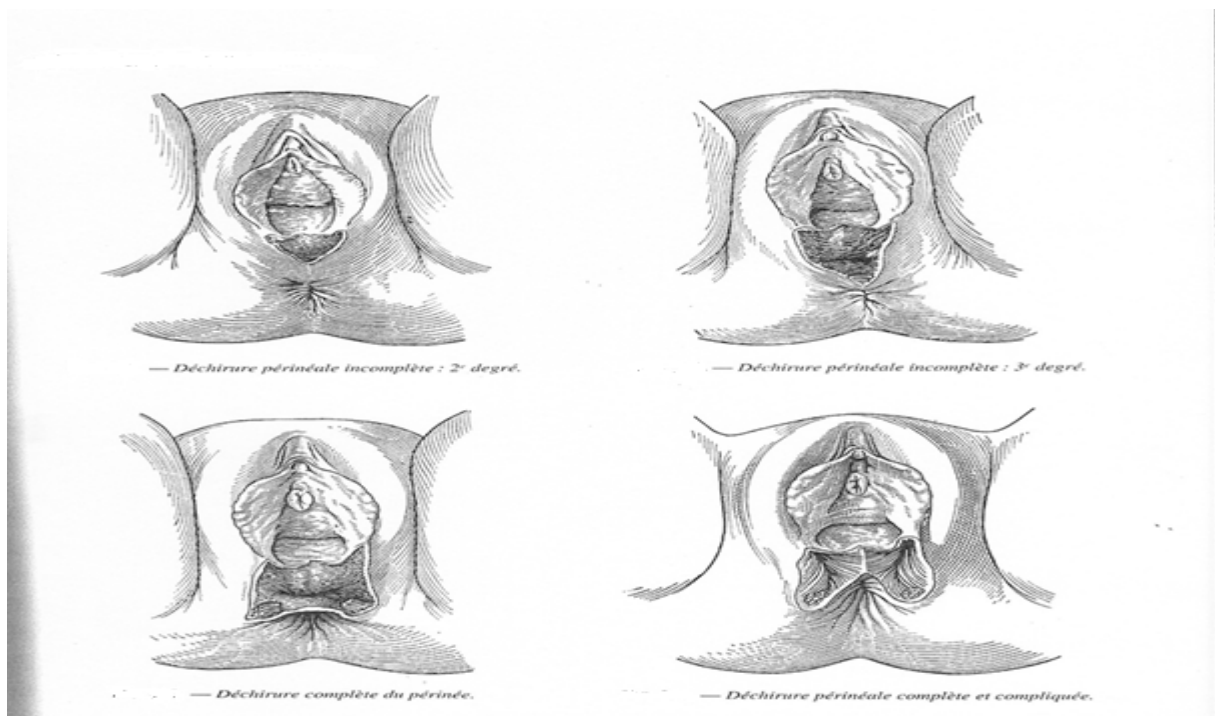 — Déchirure périnéale incomplète : 2e degré.
— Déchirure périnéale incomplète : 3e degré.
— Déchirure complète du périnée.
— Déchirure périnéale complète et compliquée.